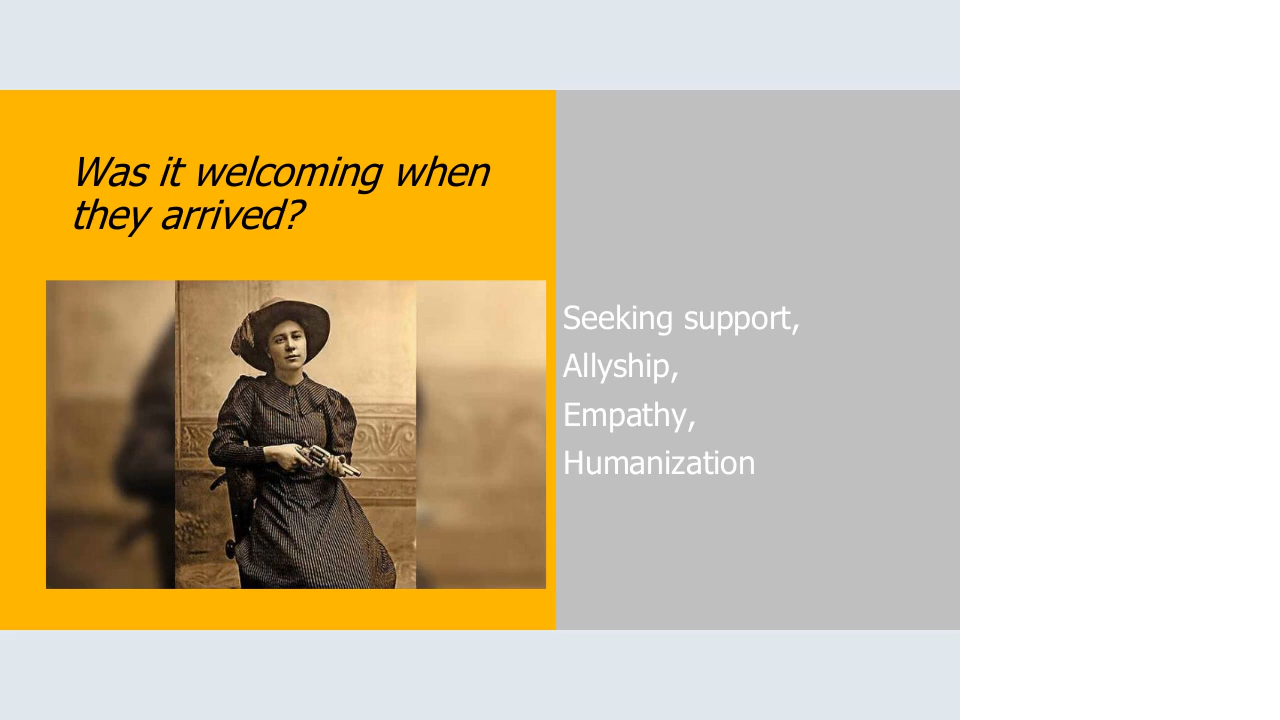 Was it welcoming when
they arrived?
Seeking support,
Allyship,
Empathy,
Humanization